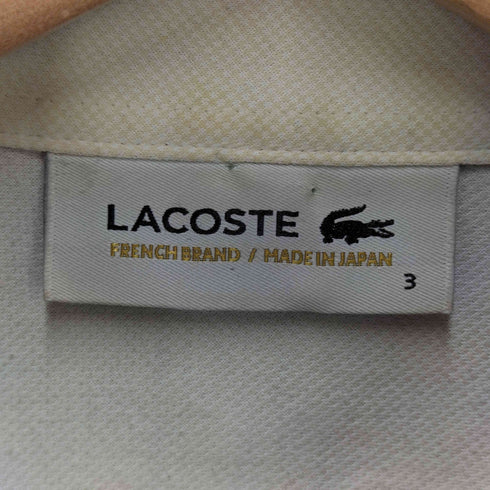 LACOSTE
FRENCH BRAND / MADE IN JAPAN
3